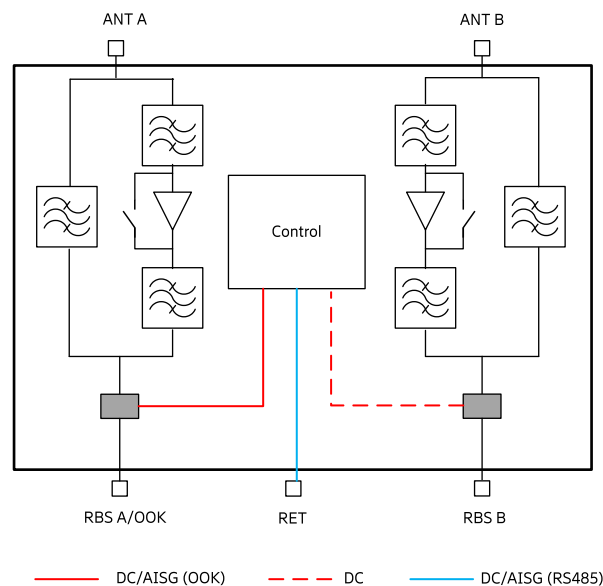 ANT A
ANT B
Control
RBS A/OOK
RET
RBS B
DC/AISG (OOK)
DC
DC/AISG (RS485)